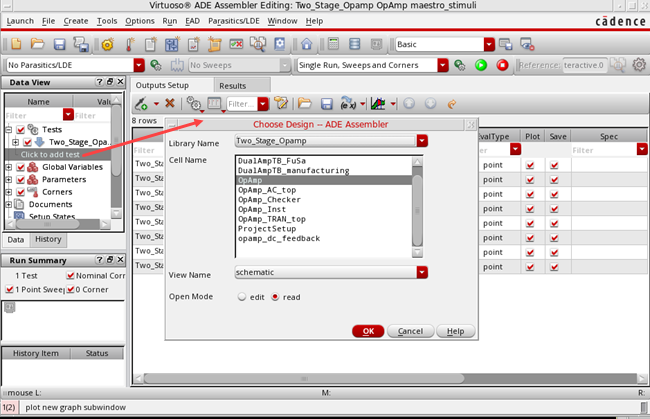 Virtuoso® ADE Assembler Editing: Two_Stage_Opamp OpAmp maestro_stimuli
Launch File Create Tools Options Run EAD Parasitics/LDE Window Help
cādence
Basic
No Parasitics/LDE
No Sweeps
Single Run, Sweeps and Corners
Reference: teractive.0
Data View
Name Valu
Filter Filter
Tests
Two_Stage_Opa...
Click to add test
Global Variables
Parameters
Corners
Documents
Setup States
Data History
Run Summary
1 Test Nominal Corn
1 Point Sweep 0 Corner
History Item Status
Outputs Setup Results
Filter...
8 rows
EvalType Plot Save Spec
Filter Filter
Two_Sta point
Two_Sta point
Two_Sta point
Two_Sta point
Two_Sta point
Two_Sta point
Two_Sta point
Two_Sta point
Choose Design -- ADE Assembler
Library Name Two_Stage_Opamp
Cell Name
DualAmpTB_FuSa
DualAmpTB_manufacturing
OpAmp
OpAmp_AC_top
OpAmp_Checker
OpAmp_Inst
OpAmp_TRAN_top
ProjectSetup
opamp_dc_feedback
View Name schematic
Open Mode edit read
OK Cancel Help
mouse L: M: R:
1(2) plot new graph subwindow